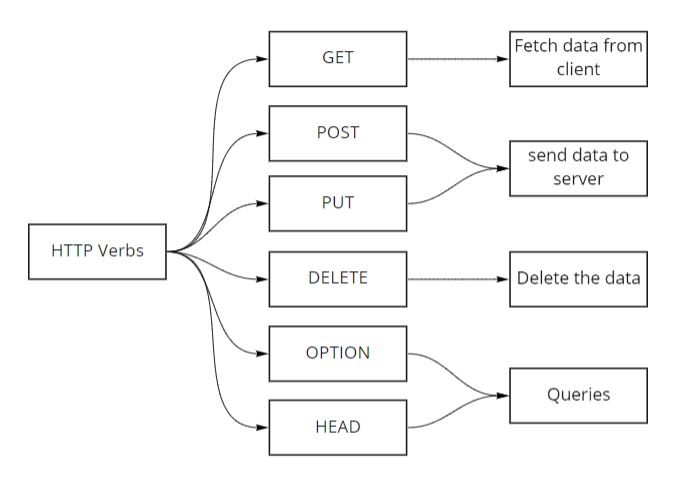 HTTP Verbs
GET
Fetch data from
client
POST
PUT
send data to
server
DELETE
Delete the data
OPTION
HEAD
Queries